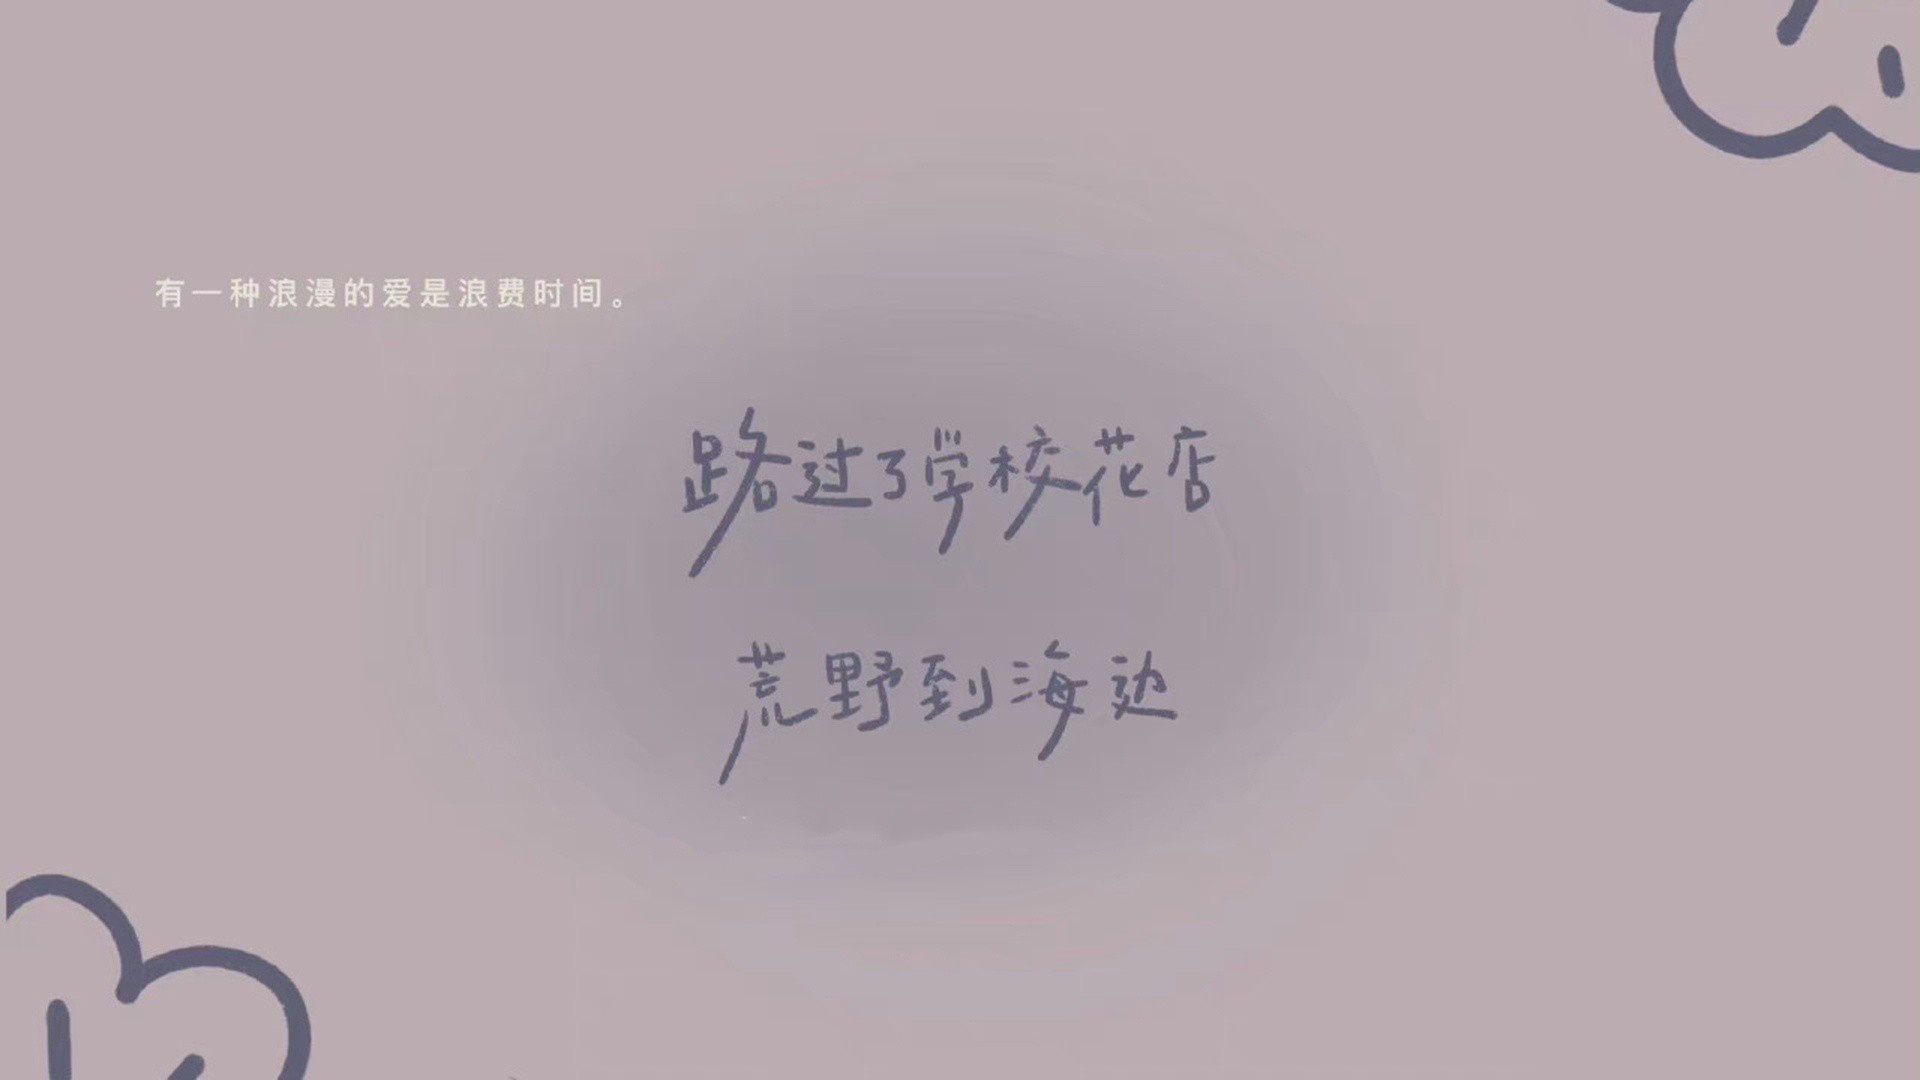 有一种浪漫的爱是浪费时间。
路过了学校花店
荒野到海边